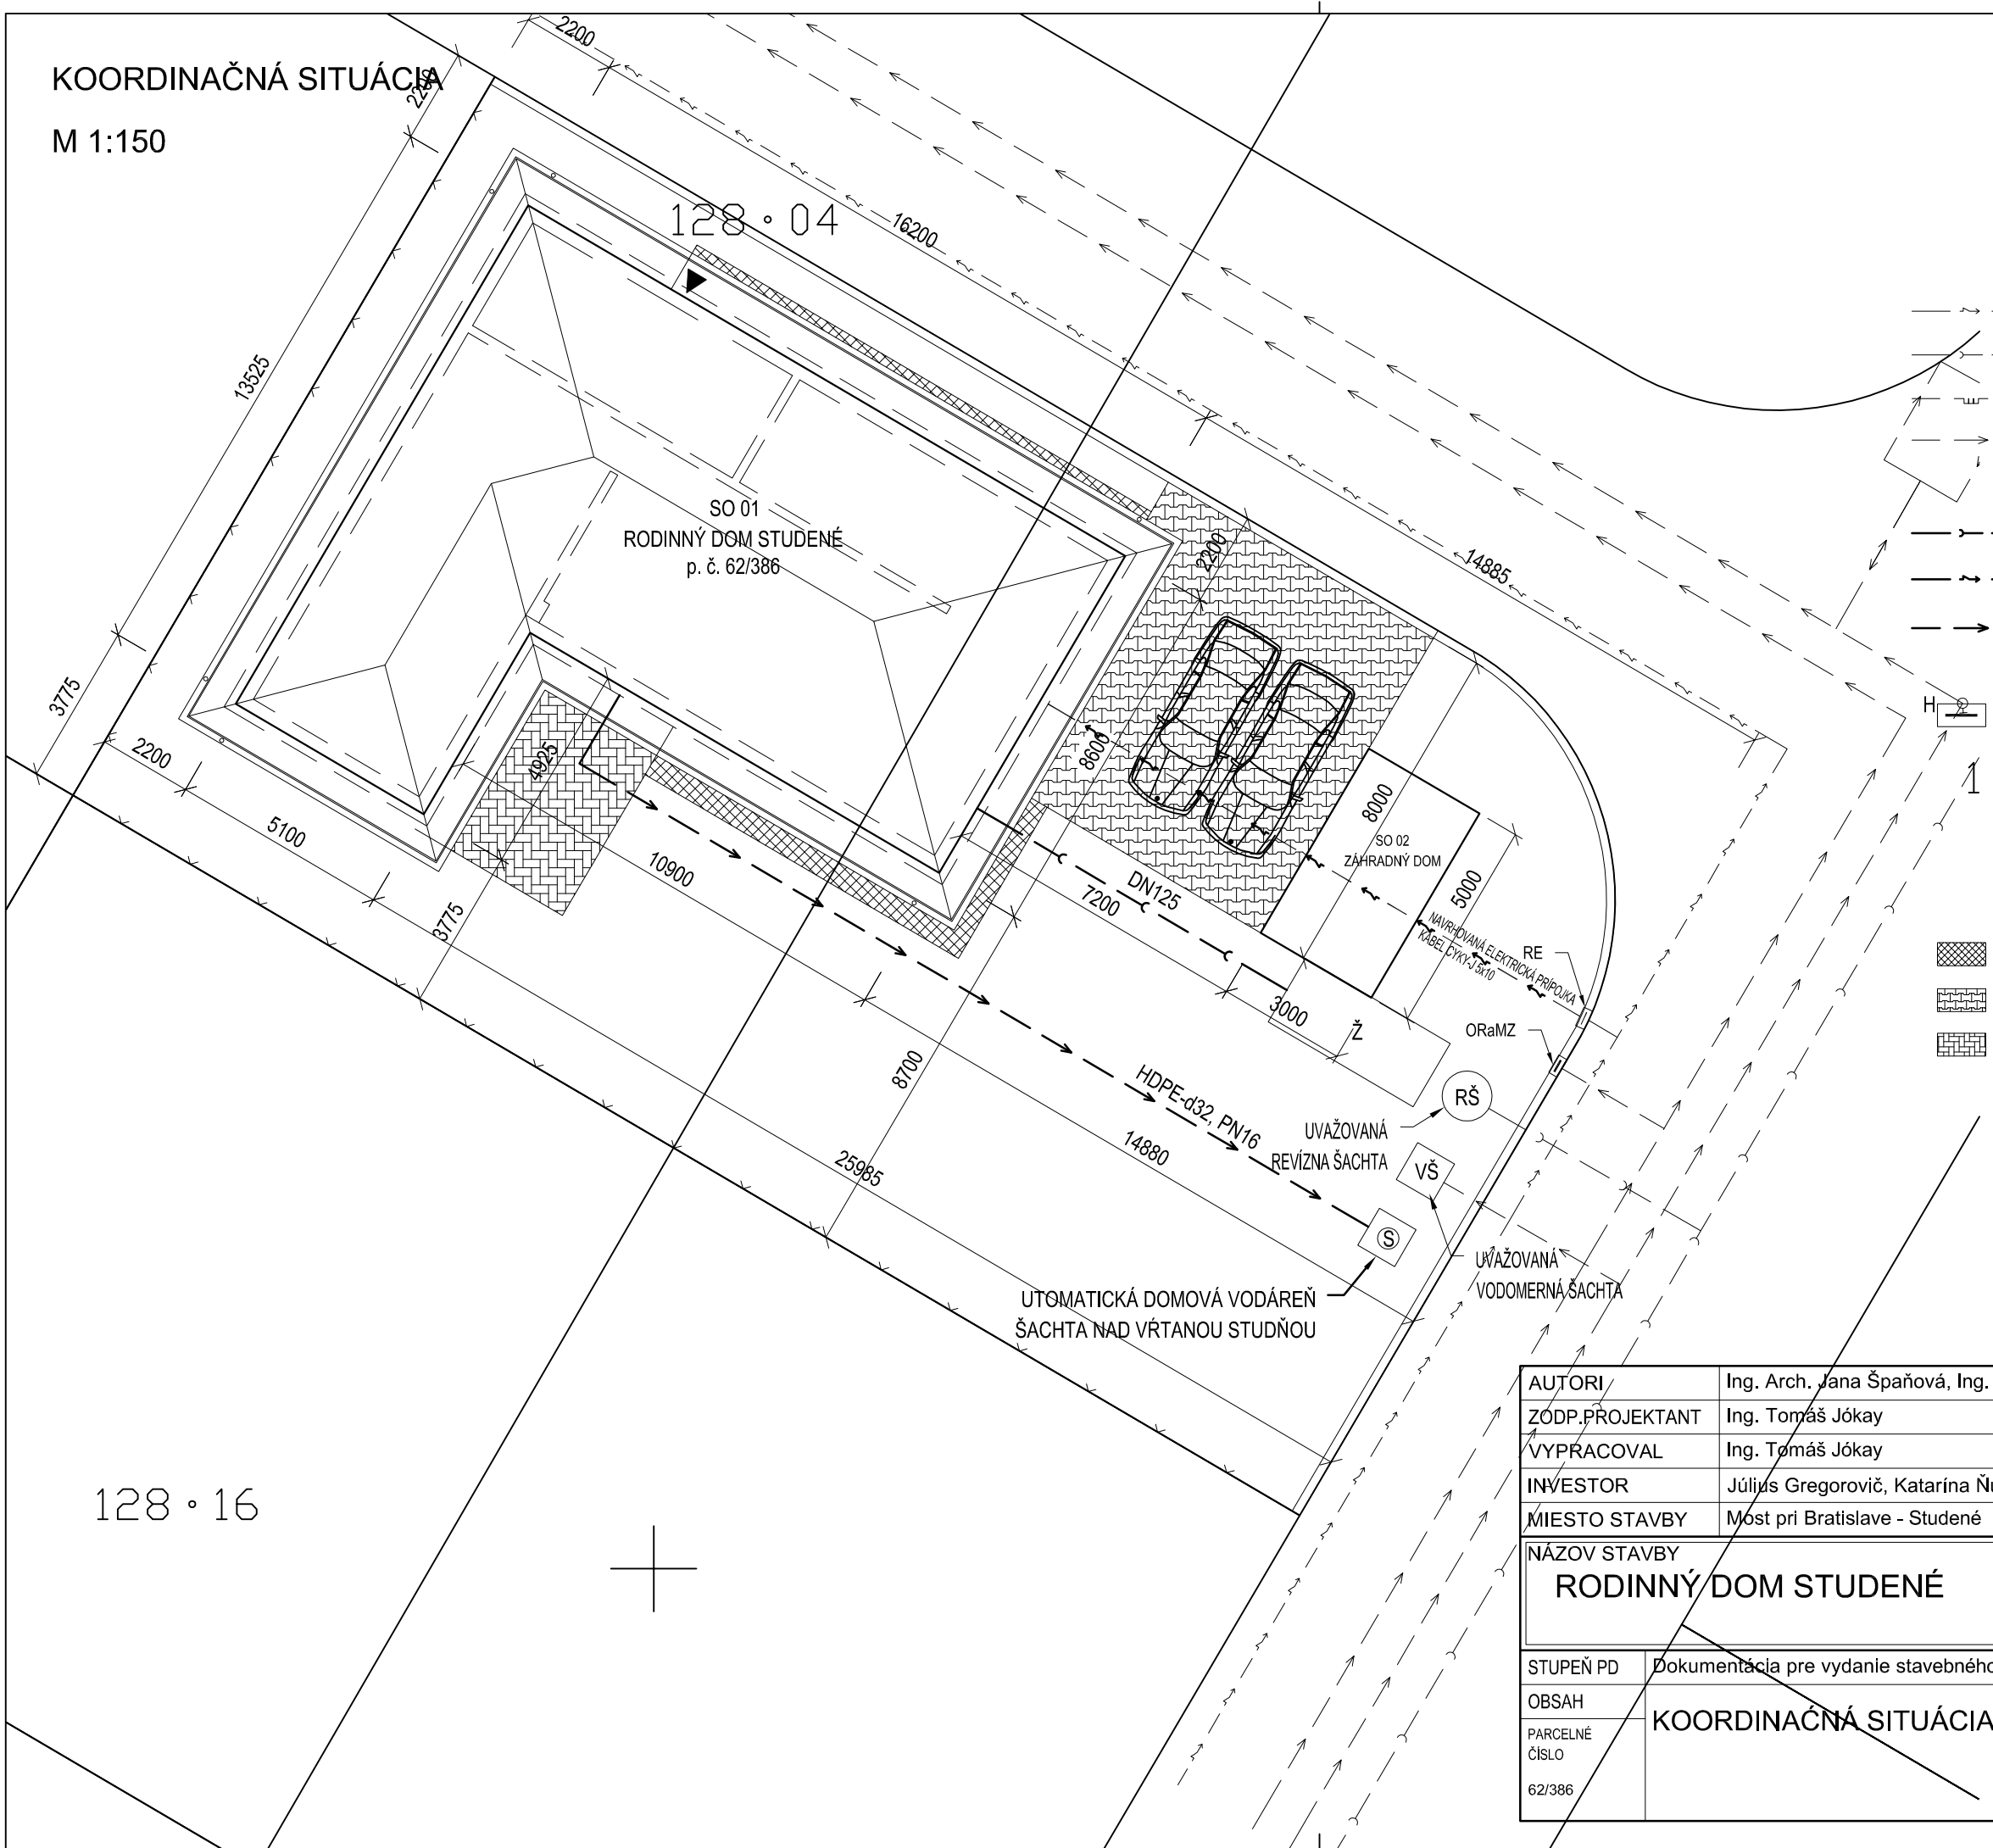 KOORDINAČNÁ SITUÁCIA
M 1:150
2200
2200
128 • 04
16200
13525
SO 01
RODINNÝ DOM STUDENÉ
p. č. 62/386
2200
14885
3775
2200
5100
4925
3775
10900
8600
8000
SO 02
ZÁHRADNÝ DOM
5000
DN125
7200
NAVRHOVANÁ ELEKTRICKÁ PRÍPOJKA
KÁBEL CYKY-J 5x10
RE
H
1
3000
Ž
ORaMZ
8700
HDPE-d32, PN16
RŠ
UVAŽOVANÁ
REVÍZNA ŠACHTA
14880
25985
VŠ
S
UVAŽOVANÁ
VODOMERNÁ ŠACHTA
UTOMATICKÁ DOMOVÁ VODÁREŇ
ŠACHTA NAD VŔTANOU STUDŇOU
128 • 16
AUTORI Ing. Arch. Jana Špaňová, Ing.
ZODP.PROJEKTANT Ing. Tomáš Jókay
VYPRACOVAL Ing. Tomáš Jókay
INVESTOR Július Gregorovič, Katarína
MIESTO STAVBY Most pri Bratislave - Studené
NÁZOV STAVBY
RODINNÝ DOM STUDENÉ
STUPEŇ PD Dokumentácia pre vydanie stavebného
OBSAH
KOORDINAĆNÁ SITUÁCIA
PARCELNÉ
ČÍSLO
62/386